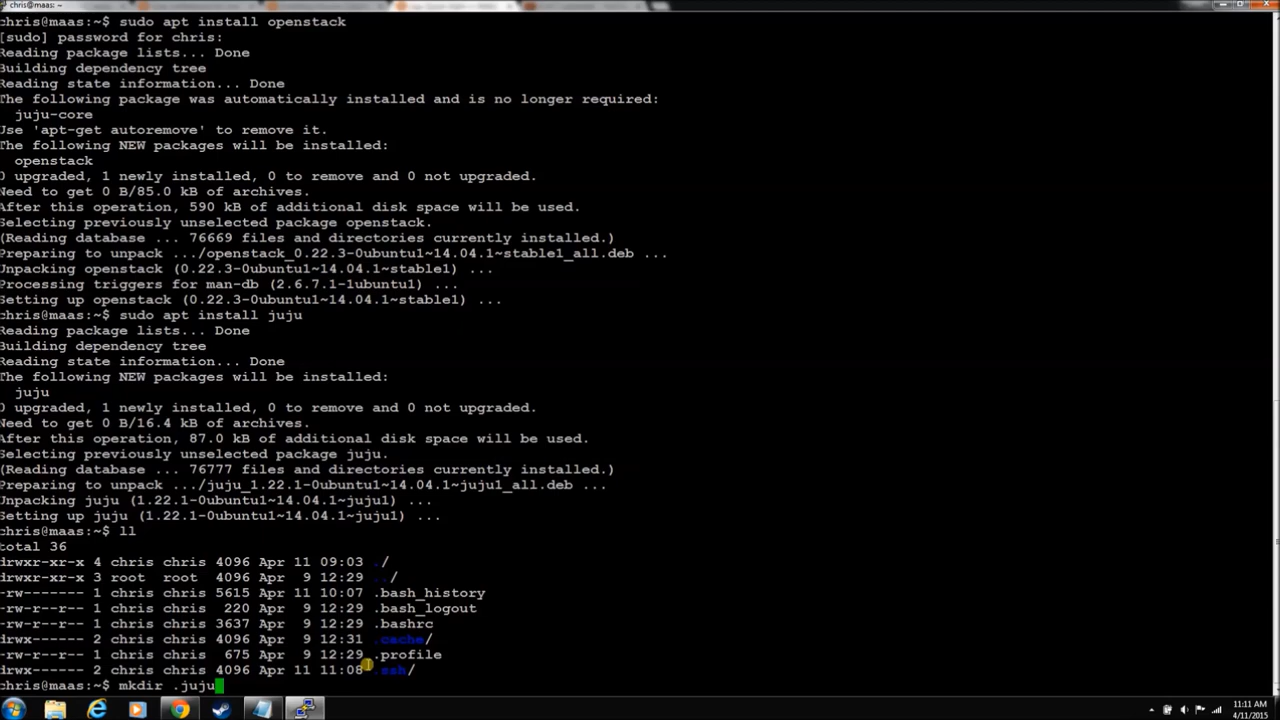 chris@maas: ~
chris@maas:~$ sudo apt install openstack
[sudo] password for chris:
Reading package lists... Done
Building dependency tree
Reading state information... Done
The following package was automatically installed and is no longer required:
  juju-core
Use 'apt-get autoremove' to remove it.
The following NEW packages will be installed:
  openstack
0 upgraded, 1 newly installed, 0 to remove and 0 not upgraded.
Need to get 0 B/85.0 kB of archives.
After this operation, 590 kB of additional disk space will be used.
Selecting previously unselected package openstack.
(Reading database ... 76669 files and directories currently installed.)
Preparing to unpack .../openstack_0.22.3-0ubuntu1~14.04.1~stable1_all.deb ...
Unpacking openstack (0.22.3-0ubuntu1~14.04.1~stable1) ...
Processing triggers for man-db (2.6.7.1-1ubuntu1) ...
Setting up openstack (0.22.3-0ubuntu1~14.04.1~stable1) ...
chris@maas:~$ sudo apt install juju
Reading package lists... Done
Building dependency tree
Reading state information... Done
The following NEW packages will be installed:
  juju
0 upgraded, 1 newly installed, 0 to remove and 0 not upgraded.
Need to get 0 B/16.4 kB of archives.
After this operation, 87.0 kB of additional disk space will be used.
Selecting previously unselected package juju.
(Reading database ... 76777 files and directories currently installed.)
Preparing to unpack .../juju_1.22.1-0ubuntu1~14.04.1~juju1_all.deb ...
Unpacking juju (1.22.1-0ubuntu1~14.04.1~juju1) ...
Setting up juju (1.22.1-0ubuntu1~14.04.1~juju1) ...
chris@maas:~$ ll
total 36
drwxr-xr-x 4 chris chris 4096 Apr 11 09:03 ./
drwxr-xr-x 3 root  root  4096 Apr  9 12:29 ../
-rw------- 1 chris chris 5615 Apr 11 10:07 .bash_history
-rw-r--r-- 1 chris chris  220 Apr  9 12:29 .bash_logout
-rw-r--r-- 1 chris chris 3637 Apr  9 12:29 .bashrc
drwx------ 2 chris chris 4096 Apr  9 12:31 .cache/
-rw-r--r-- 1 chris chris  675 Apr  9 12:29 .profile
drwx------ 2 chris chris 4096 Apr 11 11:08 .ssh/
chris@maas:~$ mkdir .juju
11:11 AM
4/11/2015